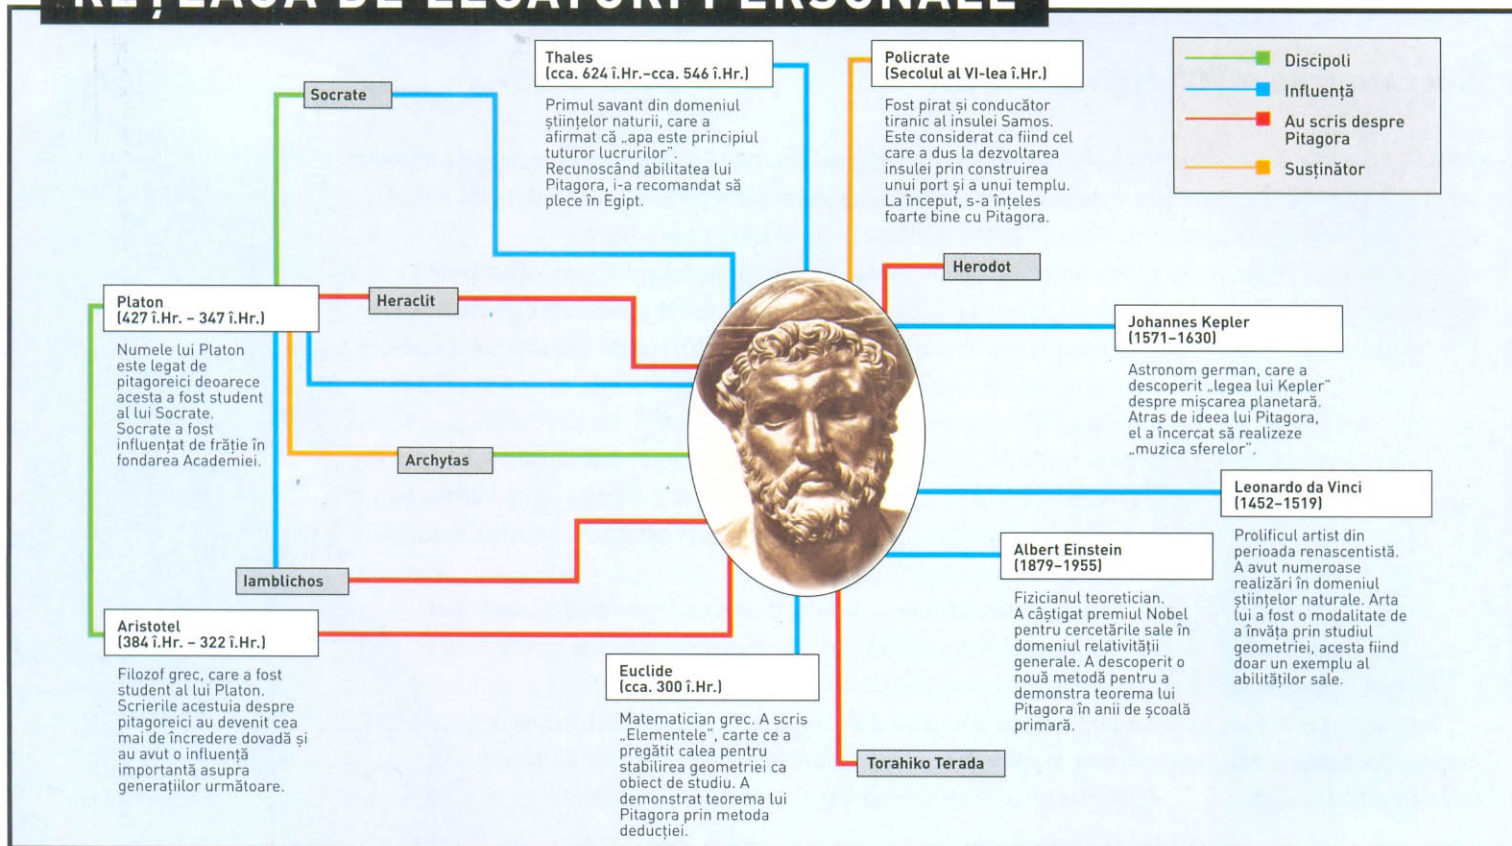 REȚEAUA DE LEGĂTURI PERSONALE
Thales
(cca. 624 î.Hr.–cca. 546 î.Hr.)
Primul savant din domeniul
științelor naturii, care a
afirmat că „apa este principiul
tuturor lucrurilor”.
Recunoscând abilitatea lui
Pitagora, i-a recomandat să
plece în Egipt.
Policrate
(Secolul al VI-lea î.Hr.)
Fost pirat și conducător
tiranic al insulei Samos.
Este considerat ca fiind cel
care a dus la dezvoltarea
insulei prin construirea
unui port și a unui templu.
La început, s-a înțeles
foarte bine cu Pitagora.
Discipoli
Influență
Au scris despre
Pitagora
Susținător
Socrate
Herodot
Heraclit
Platon
(427 î.Hr. – 347 î.Hr.)
Numele lui Platon
este legat de
pitagoreici deoarece
acesta a fost student
al lui Socrate.
Socrate a fost
influențat de frăție în
fondarea Academiei.
Johannes Kepler
(1571–1630)
Astronom german, care a
descoperit „legea lui Kepler”
despre mișcarea planetară.
Atras de ideea lui Pitagora,
el a încercat să realizeze
„muzica sferelor”.
Archytas
Leonardo da Vinci
(1452–1519)
Prolificul artist din
perioada renascentistă.
A avut numeroase
realizări în domeniul
științelor naturale. Arta
lui a fost o modalitate de
a învăța prin studiul
geometriei, acesta fiind
doar un exemplu al
abilităților sale.
Albert Einstein
(1879–1955)
Fizicianul teoretician.
A câștigat premiul Nobel
pentru cercetările sale în
domeniul relativității
generale. A descoperit o
nouă metodă pentru a
demonstra teorema lui
Pitagora în anii de școală
primară.
Iamblichos
Aristotel
(384 î.Hr. – 322 î.Hr.)
Filozof grec, care a fost
student al lui Platon.
Scrierile acestuia despre
pitagoreici au devenit cea
mai de încredere dovadă și
au avut o influență
importantă asupra
generațiilor următoare.
Euclide
(cca. 300 î.Hr.)
Matematician grec. A scris
„Elementele”, carte ce a
pregătit calea pentru
stabilirea geometriei ca
obiect de studiu. A
demonstrat teorema lui
Pitagora prin metoda
deducției.
Torahiko Terada